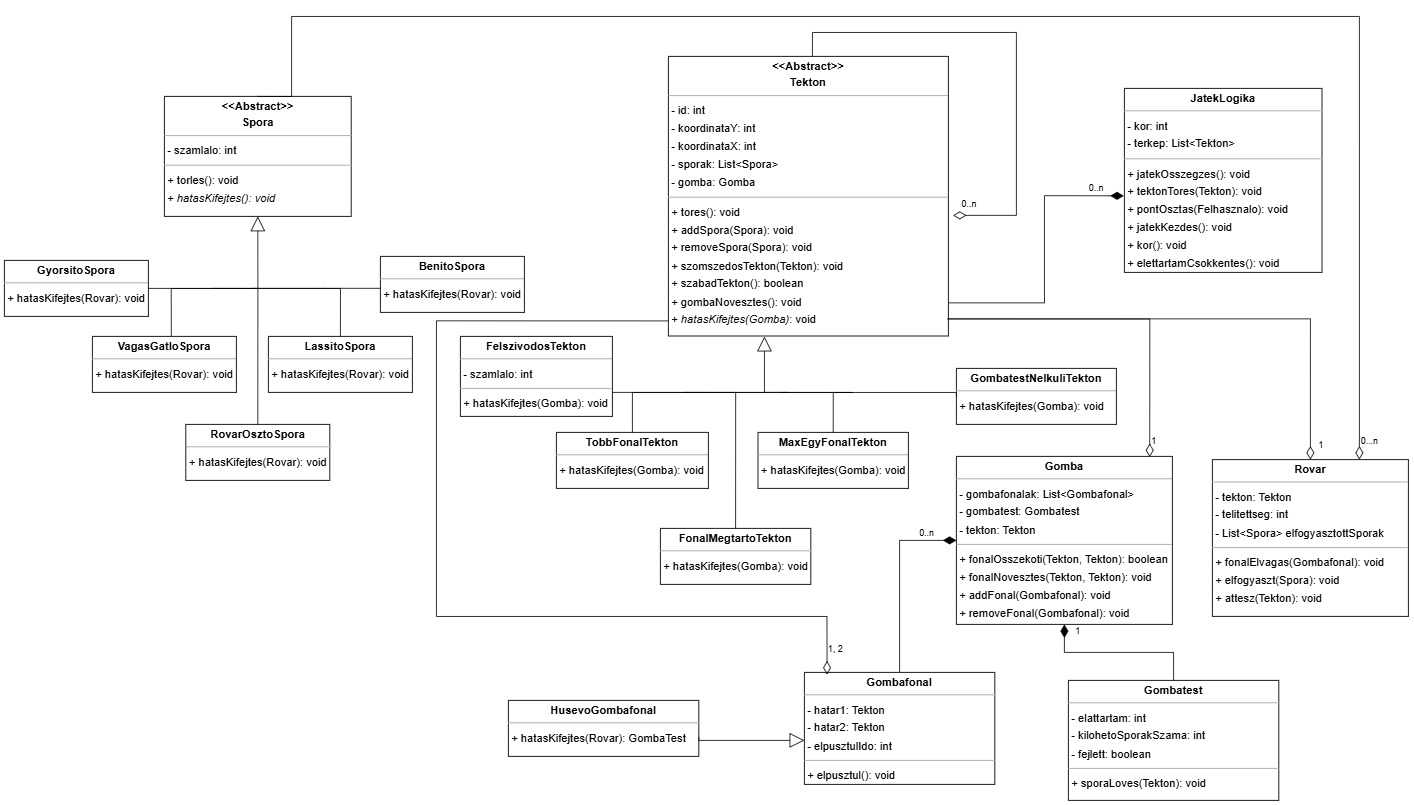 <<Abstract>>
Spora
- szamlalo: int
+ torles(): void
+ hatasKifejtes(): void
GyorsitoSpora
+ hatasKifejtes(Rovar): void
BenitoSpora
+ hatasKifejtes(Rovar): void
VagasGatloSpora
+ hatasKifejtes(Rovar): void
LassitoSpora
+ hatasKifejtes(Rovar): void
RovarOsztoSpora
+ hatasKifejtes(Rovar): void
<<Abstract>>
Tekton
- id: int
- koordinataY: int
- koordinataX: int
- sporak: List<Spora>
- gomba: Gomba
+ tores(): void
+ addSpora(Spora): void
+ removeSpora(Spora): void
+ szomszedosTekton(Tekton): void
+ szabadTekton(): boolean
+ gombaNovesztes(): void
+ hatasKifejtes(Gomba): void
0..n
JatekLogika
- kor: int
- terkep: List<Tekton>
+ jatekOsszegzes(): void
+ tektonTores(Tekton): void
+ pontOsztas(Felhasznalo): void
+ jatekKezdes(): void
+ kor(): void
+ elettartamCsokkentes(): void
0..n
FelszivodosTekton
- szamlalo: int
+ hatasKifejtes(Gomba): void
GombatestNelkuliTekton
+ hatasKifejtes(Gomba): void
TobbFonalTekton
+ hatasKifejtes(Gomba): void
MaxEgyFonalTekton
+ hatasKifejtes(Gomba): void
FonalMegtartoTekton
+ hatasKifejtes(Gomba): void
1
Gomba
- gombafonalak: List<Gombafonal>
- gombatest: Gombatest
- tekton: Tekton
+ fonalOsszekoti(Tekton, Tekton): boolean
+ fonalNovesztes(Tekton, Tekton): void
+ addFonal(Gombafonal): void
+ removeFonal(Gombafonal): void
0..n
1
1
0...n
Rovar
- tekton: Tekton
- telitettseg: int
- List<Spora> elfogyasztottSporak
+ fonalElvagas(Gombafonal): void
+ elfogyaszt(Spora): void
+ attesz(Tekton): void
1, 2
Gombafonal
- hatar1: Tekton
- hatar2: Tekton
- elpusztulIdo: int
+ elpusztul(): void
HusevoGombafonal
+ hatasKifejtes(Rovar): GombaTest
Gombatest
- elattartam: int
- kilohetoSporakSzama: int
- fejlett: boolean
+ sporaLoves(Tekton): void